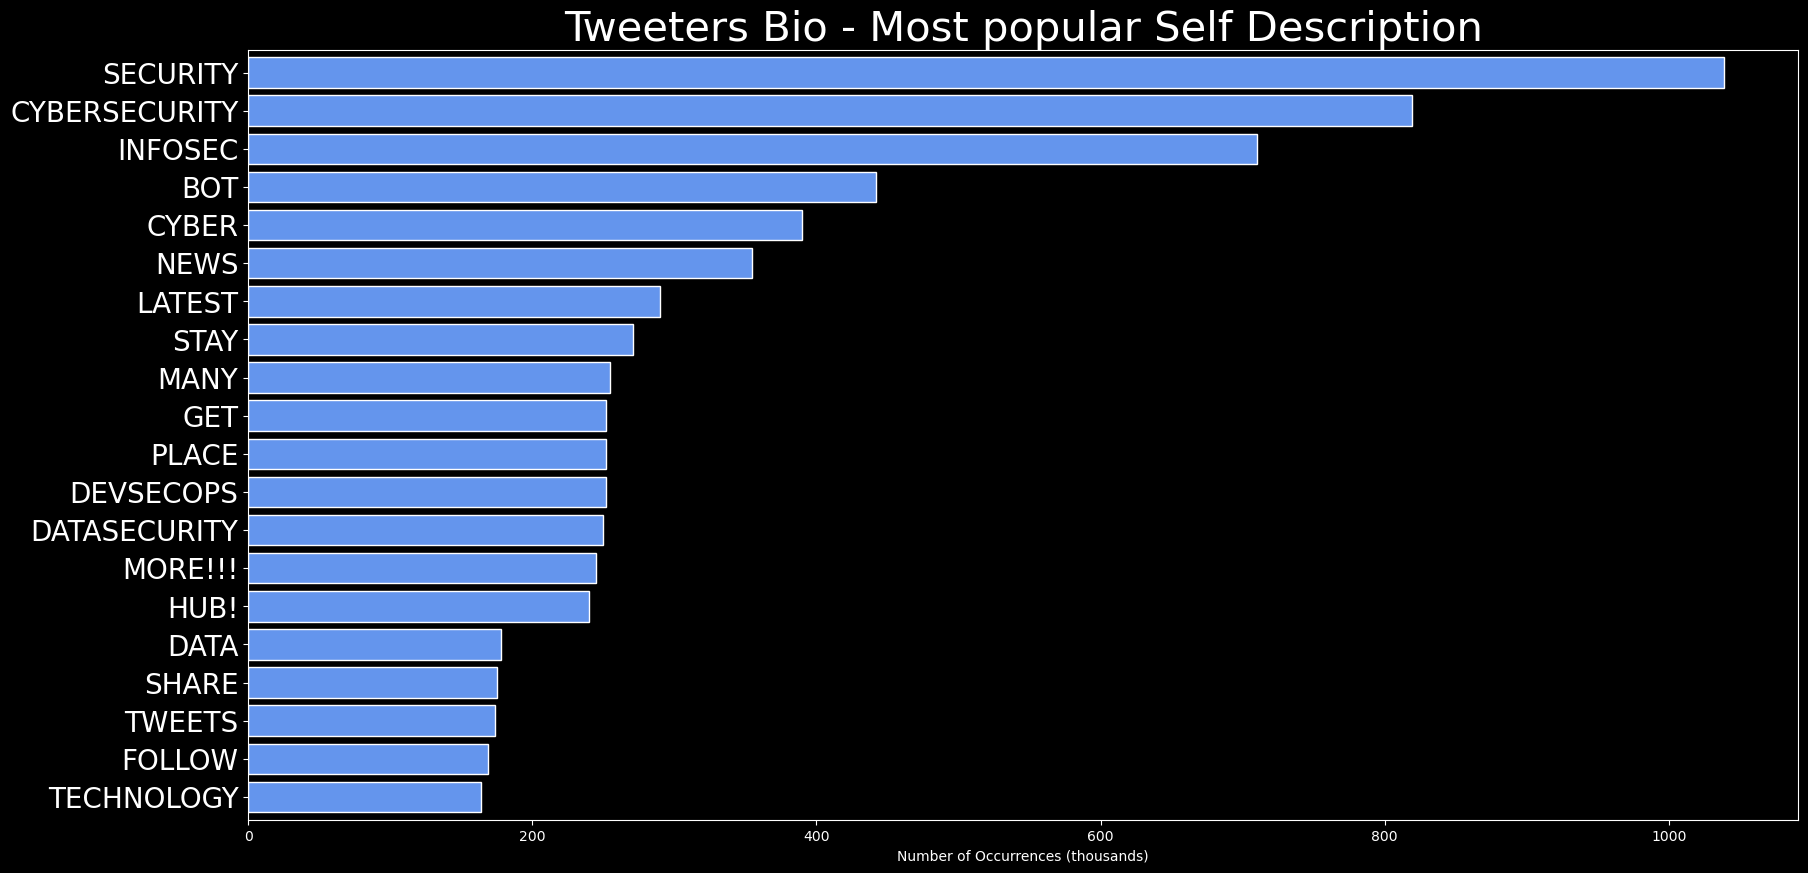 Tweeters Bio - Most popular Self Description
SECURITY
CYBERSECURITY
INFOSEC
BOT
CYBER
NEWS
LATEST
STAY
MANY
GET
PLACE
DEVSECOPS
DATASECURITY
MORE!!!
HUB!
DATA
SHARE
TWEETS
FOLLOW
TECHNOLOGY
0 200 400 600 800 1000
Number of Occurrences (thousands)